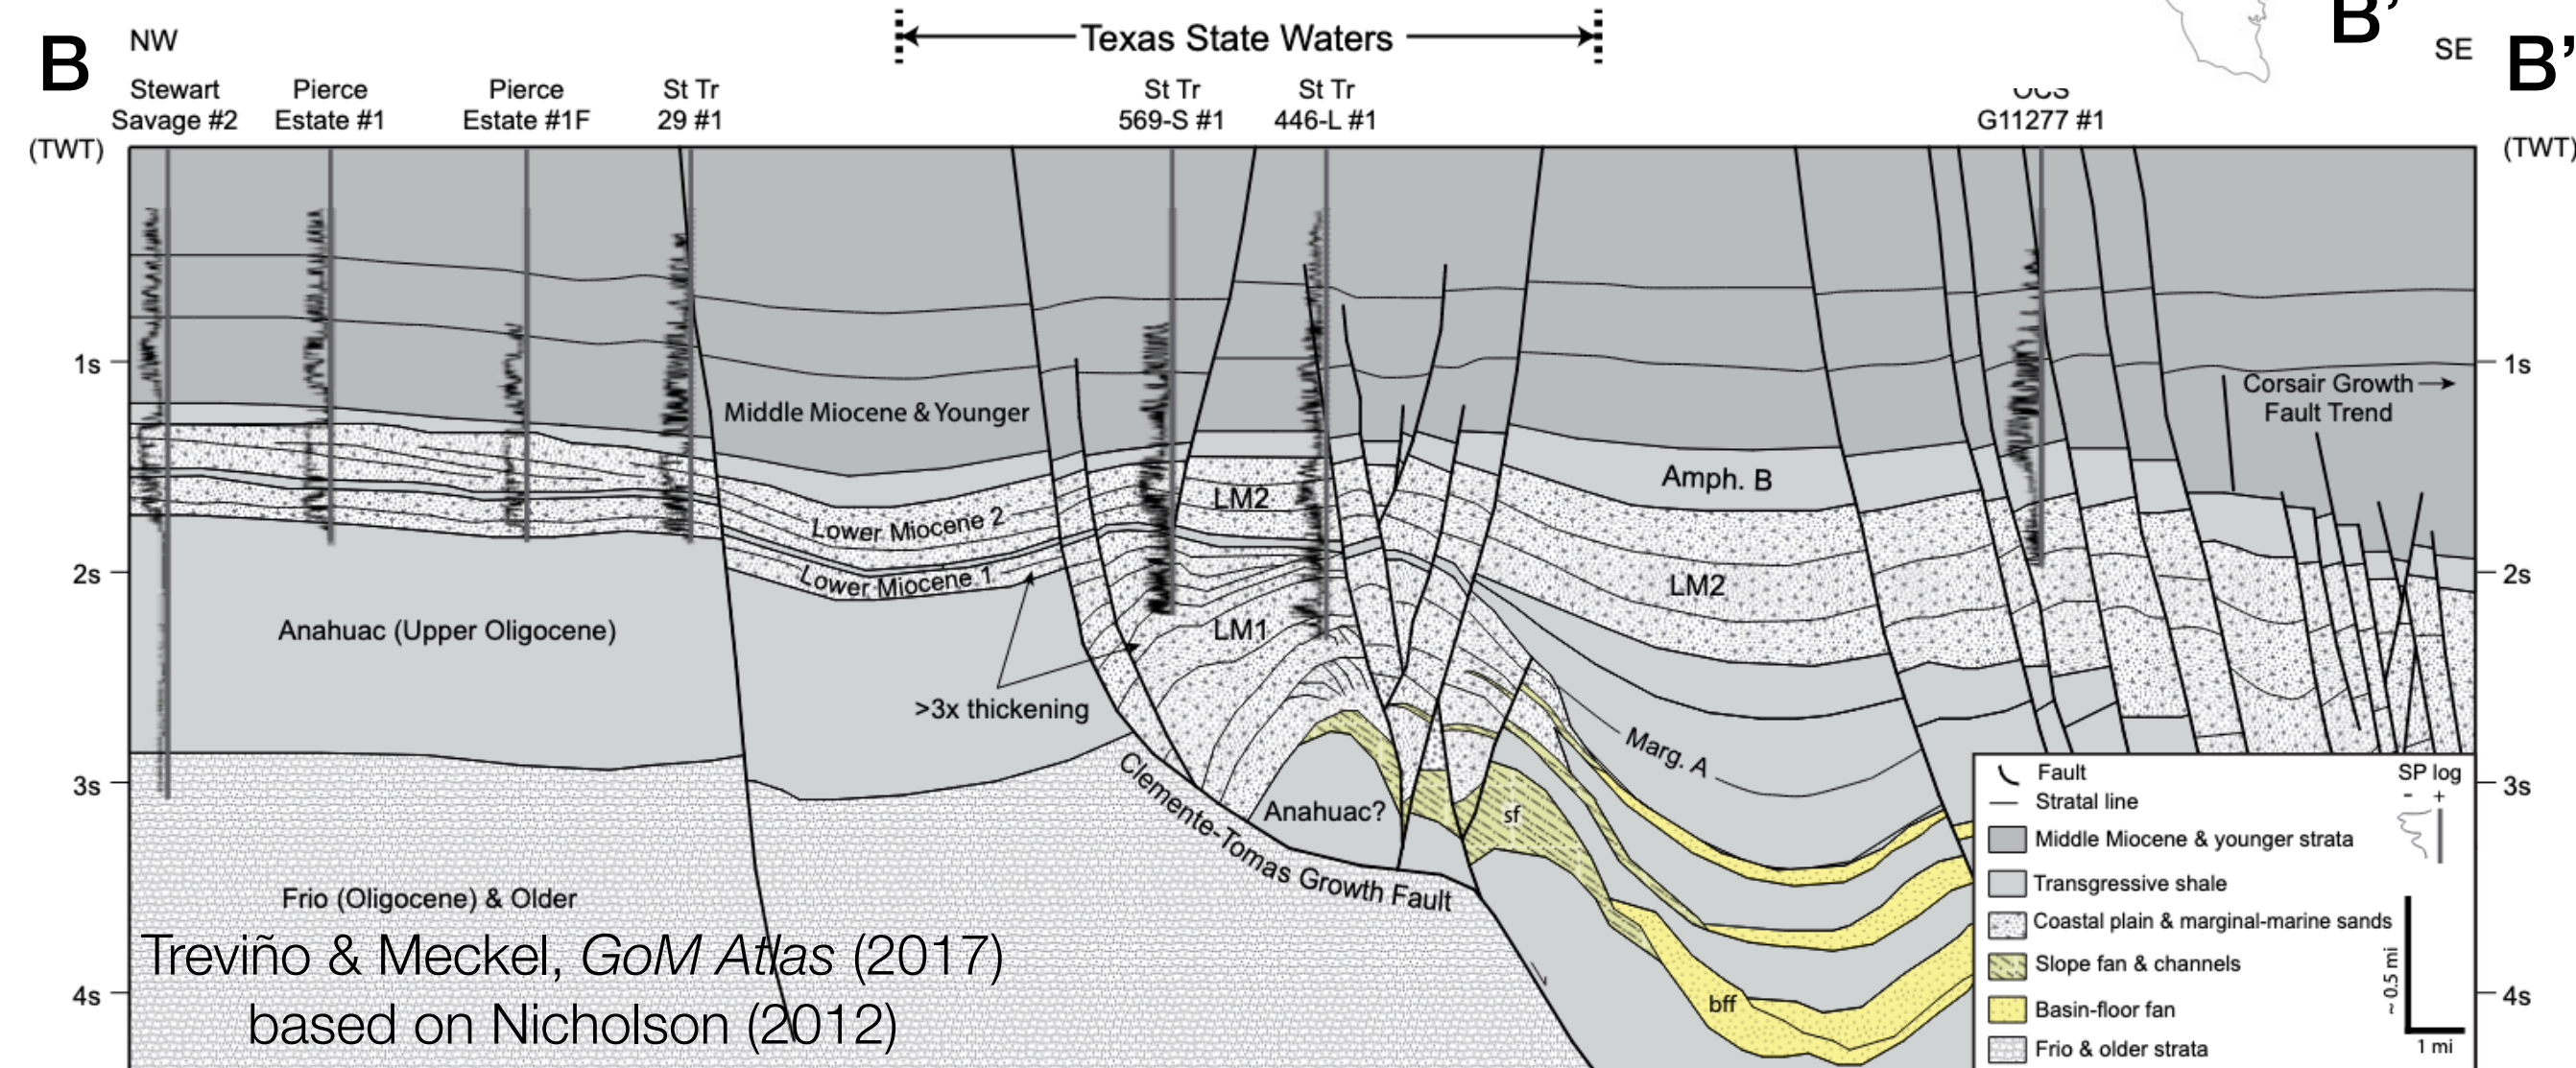 B'
B
NW
Texas State Waters
SE
B'
Stewart
Savage #2
Pierce
Estate #1
Pierce
Estate #1F
St Tr
29 #1
St Tr
569-S #1
St Tr
446-L #1
OCS
G11277 #1
(TWT)
(TWT)
1s
1s
Corsair Growth
Fault Trend
Middle Miocene & Younger
Amph. B
LM2
Lower Miocene 2
2s
2s
Lower Miocene 1
LM2
Anahuac (Upper Oligocene)
LM1
>3x thickening
Marg. A
3s
3s
Clemente-Tomas Growth Fault
Anahuac?
sf
Frio (Oligocene) & Older
Treviño & Meckel, GoM Atlas (2017)
based on Nicholson (2012)
4s
4s
bff
Fault
SP log
- +
Stratal line
Middle Miocene & younger strata
Transgressive shale
Coastal plain & marginal-marine sands
Slope fan & channels
Basin-floor fan
Frio & older strata
~ 0.5 mi
1 mi